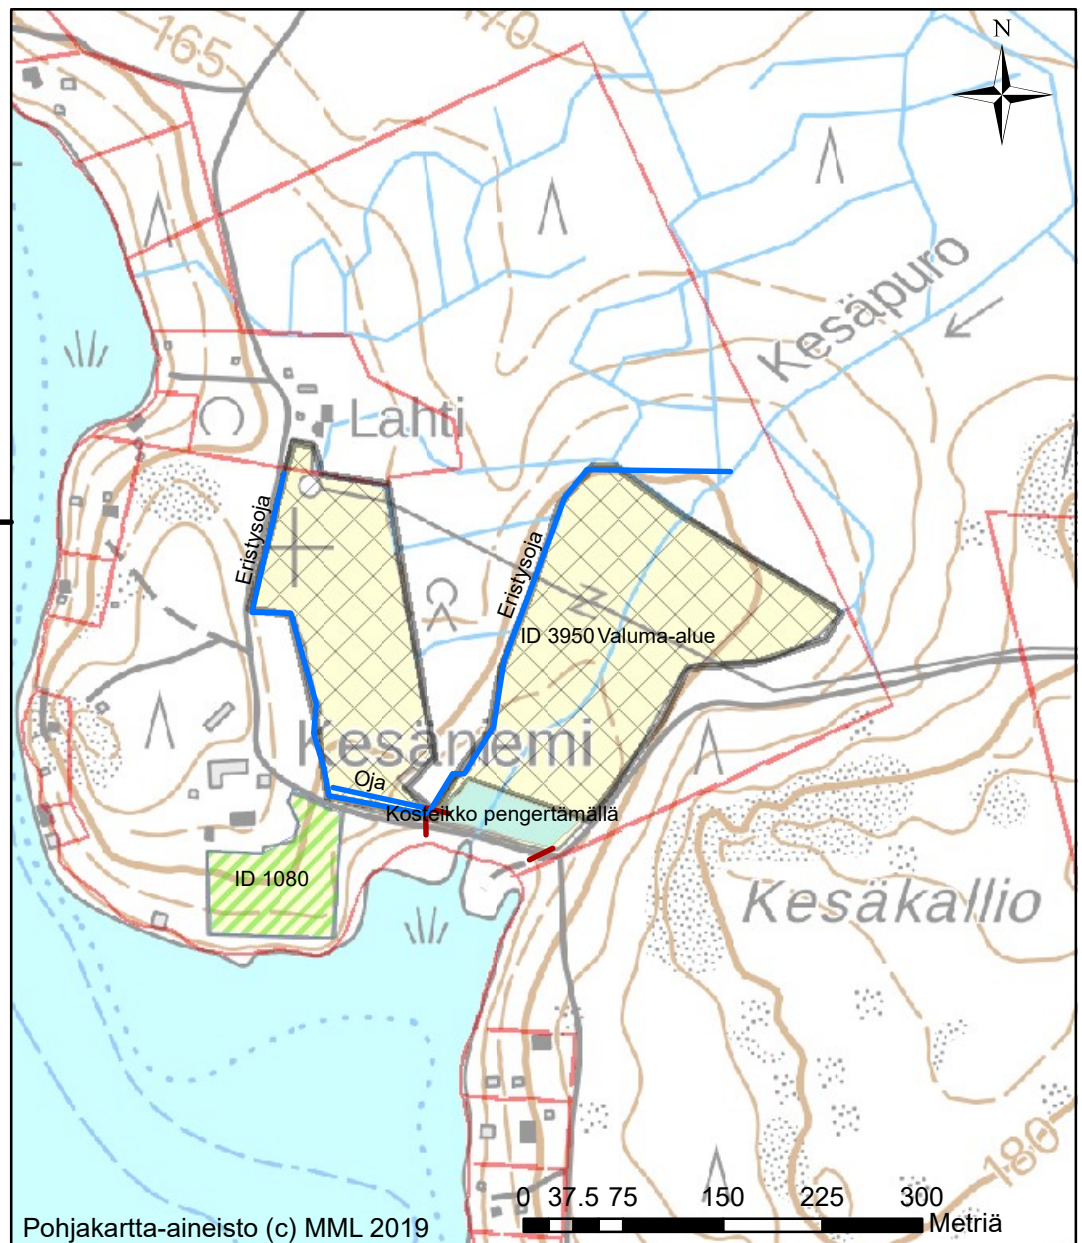 165
170
N
Kesäpuro
Lahti
Eristysoja
Eristysoja
ID 3950 Valuma-alue
Kesäniemi
Oja
Kosteikko pengertämällä
ID 1080
Kesäkallio
180
0 37.5 75 150 225 300
Metriä
Pohjakartta-aineisto (c) MML 2019